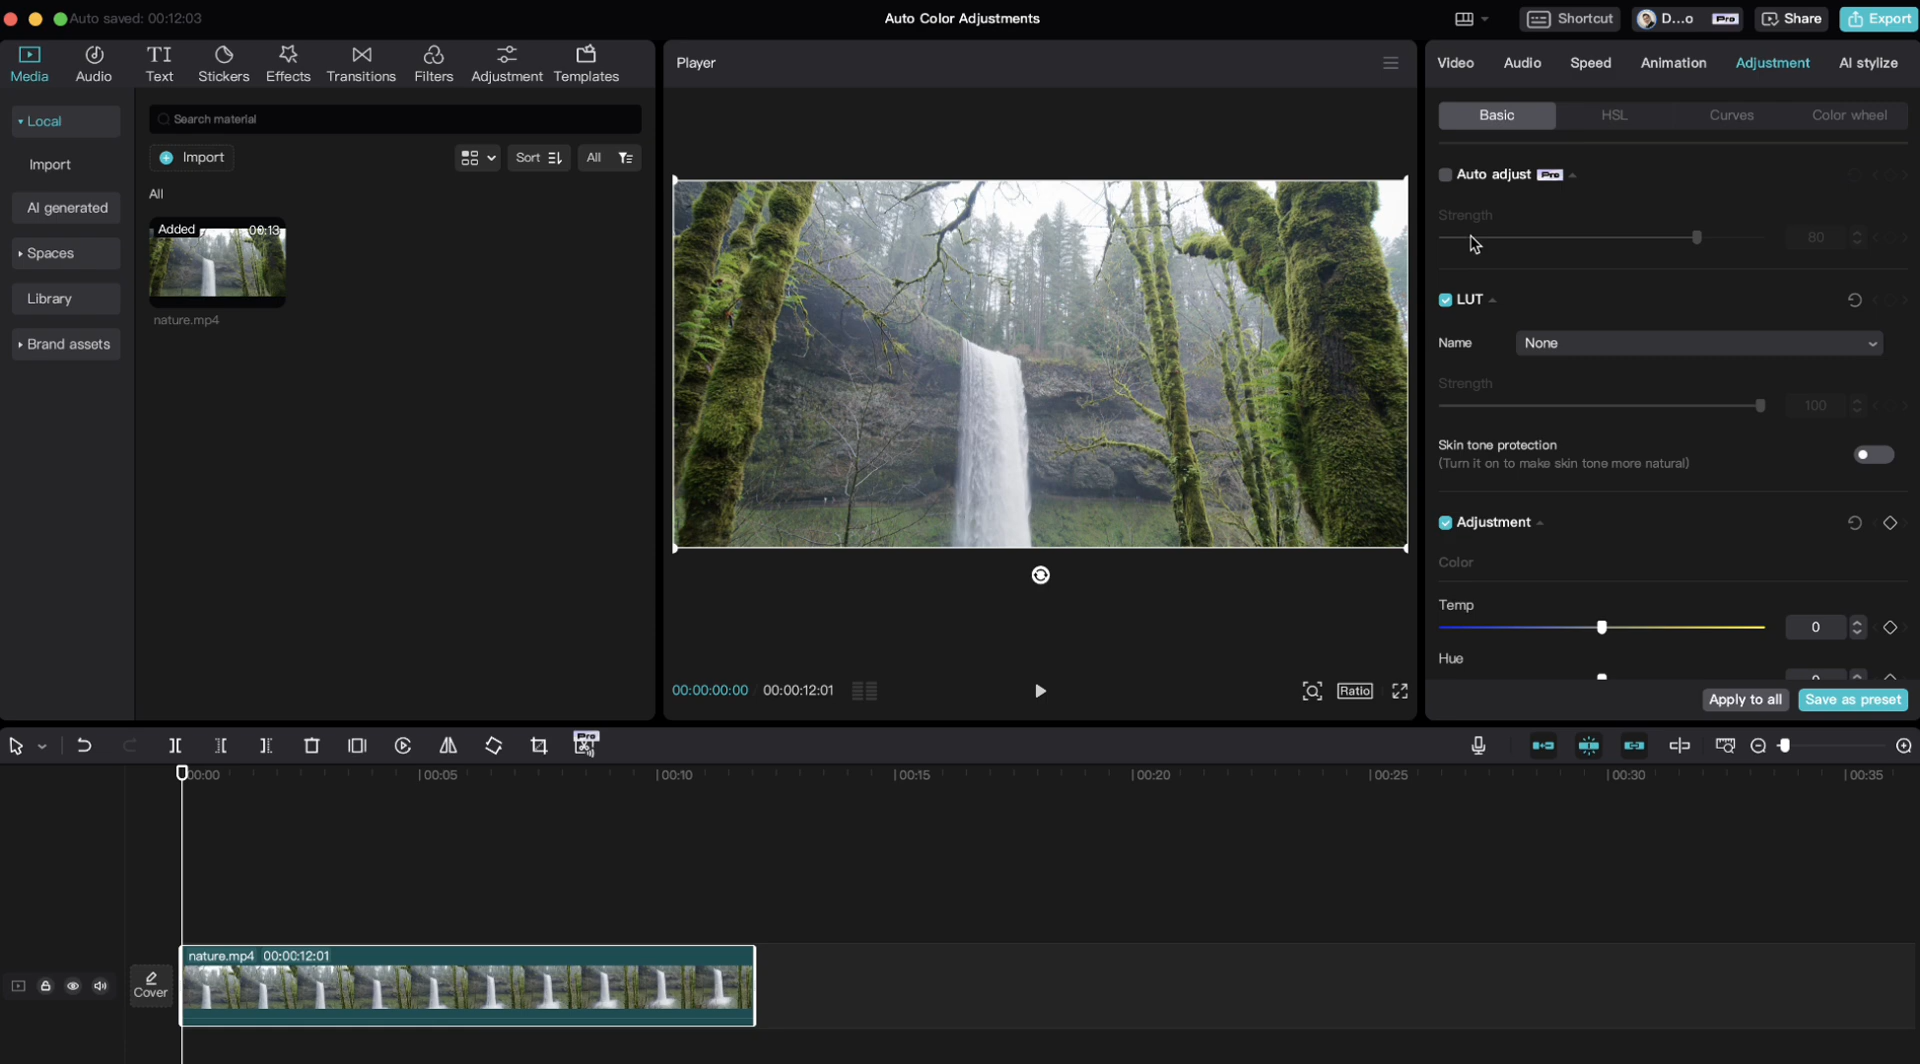 Auto saved: 00:12:03
Auto Color Adjustments
Shortcut
D...o
Pro
Share
Export
Media
Audio
Text
Stickers
Effects
Transitions
Filters
Adjustment
Templates
Local
Import
AI generated
Spaces
Library
Brand assets
Search material
Import
Sort
All
All
Added
00:13
nature.mp4
Player
00:00:00:00
00:00:12:01
Ratio
Video
Audio
Speed
Animation
Adjustment
AI stylize
Basic
HSL
Curves
Color wheel
Auto adjust Pro
Strength
80
LUT
Name
None
Strength
100
Skin tone protection
(Turn it on to make skin tone more natural)
Adjustment
Color
Temp
0
Hue
0
Apply to all
Save as preset
Pro
00:00
00:05
00:10
00:15
00:20
00:25
00:30
00:35
Cover
nature.mp4 00:00:12:01